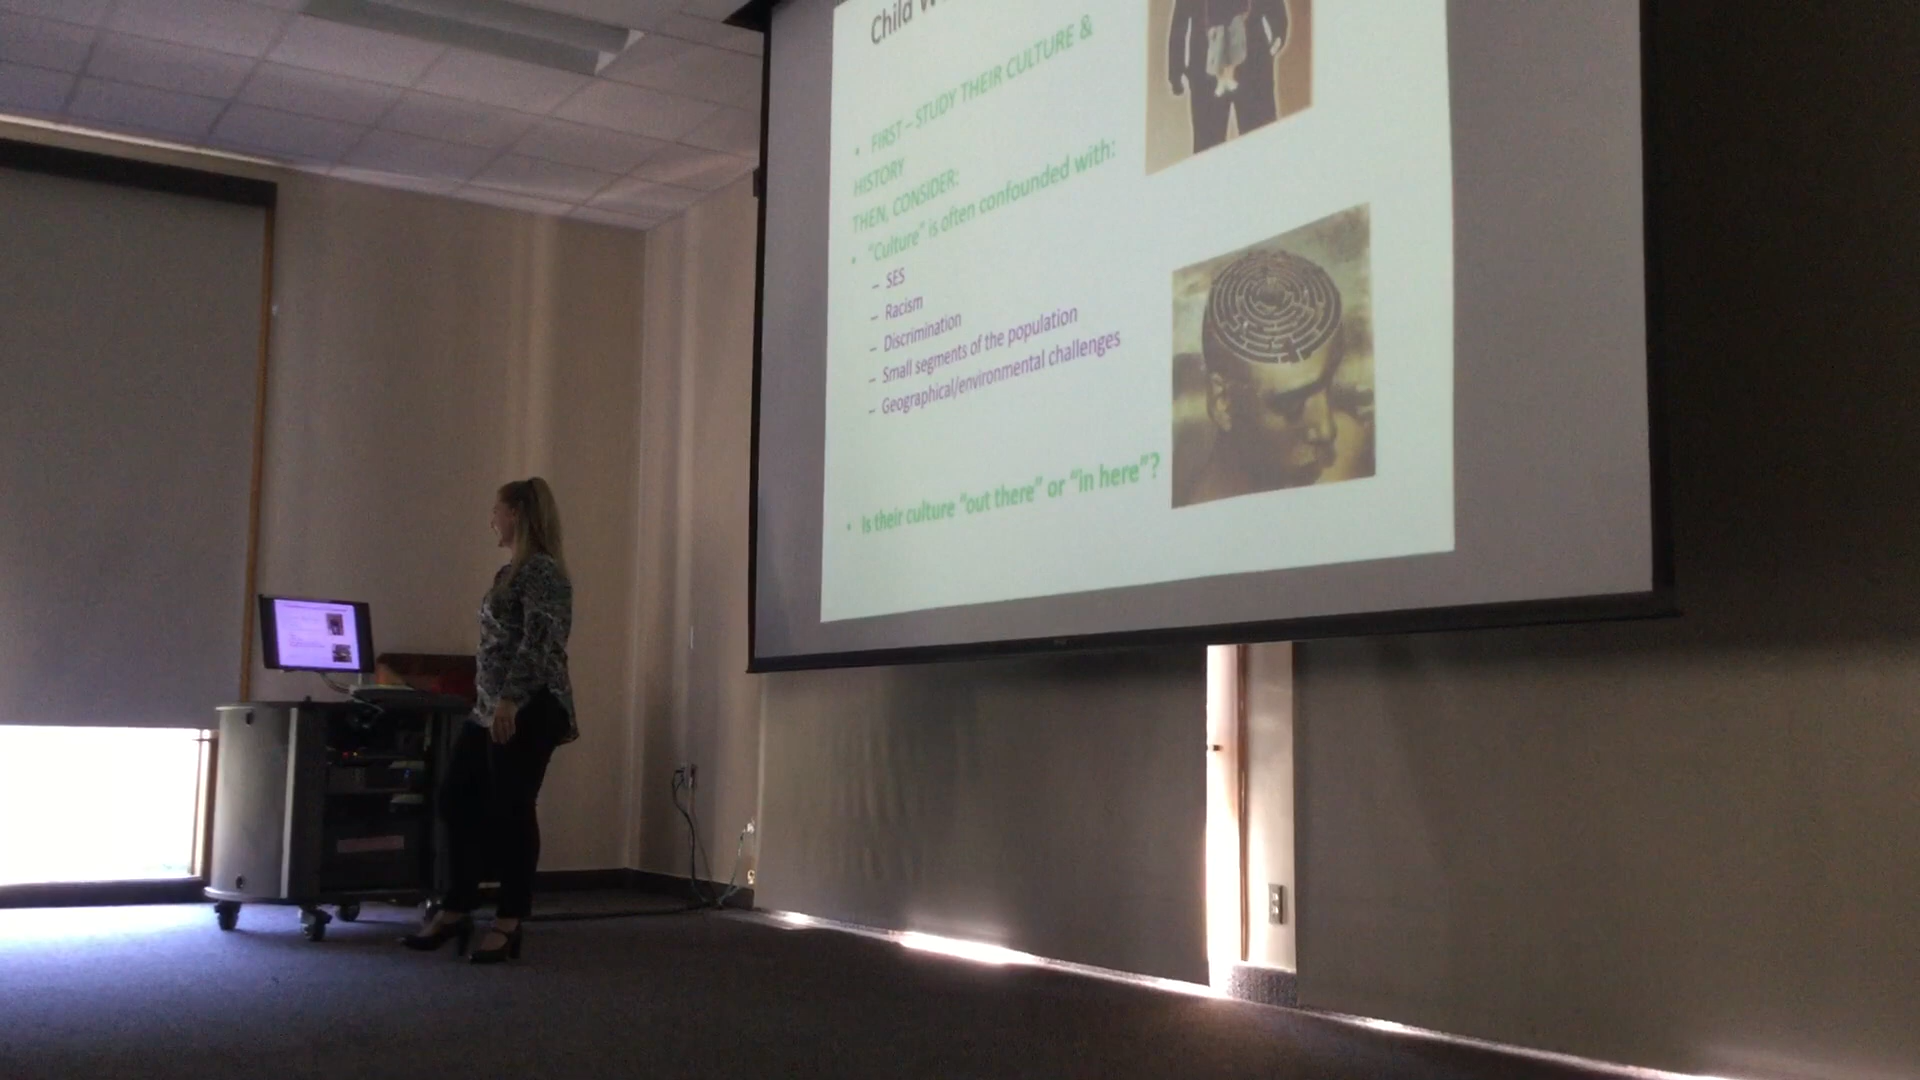 Child
• FIRST – STUDY THEIR CULTURE &
HISTORY
THEN, CONSIDER:
• “Culture” is often confounded with:
– SES
– Racism
– Discrimination
– Small segments of the population
– Geographical/environmental challenges
• Is their culture “out there” or “in here”?